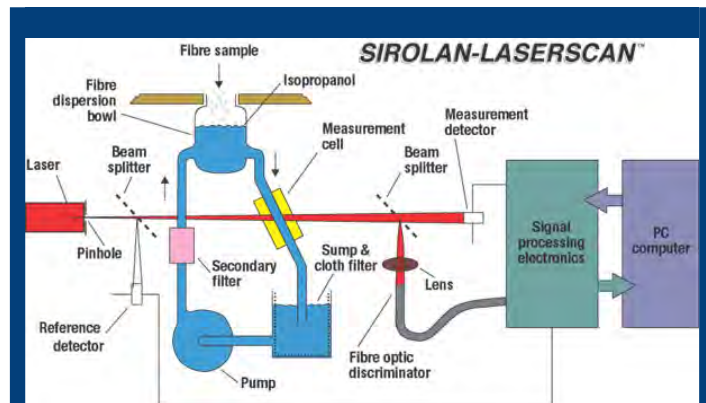 SIROLAN-LASERSCAN™
Fibre sample
Isopropanol
Fibre
dispersion
bowl
Measurement
detector
Measurement
cell
Beam
splitter
Beam
splitter
Laser
Pinhole
Signal
processing
electronics
PC
computer
Secondary
filter
Sump &
cloth filter
Lens
Reference
detector
Fibre optic
discriminator
Pump